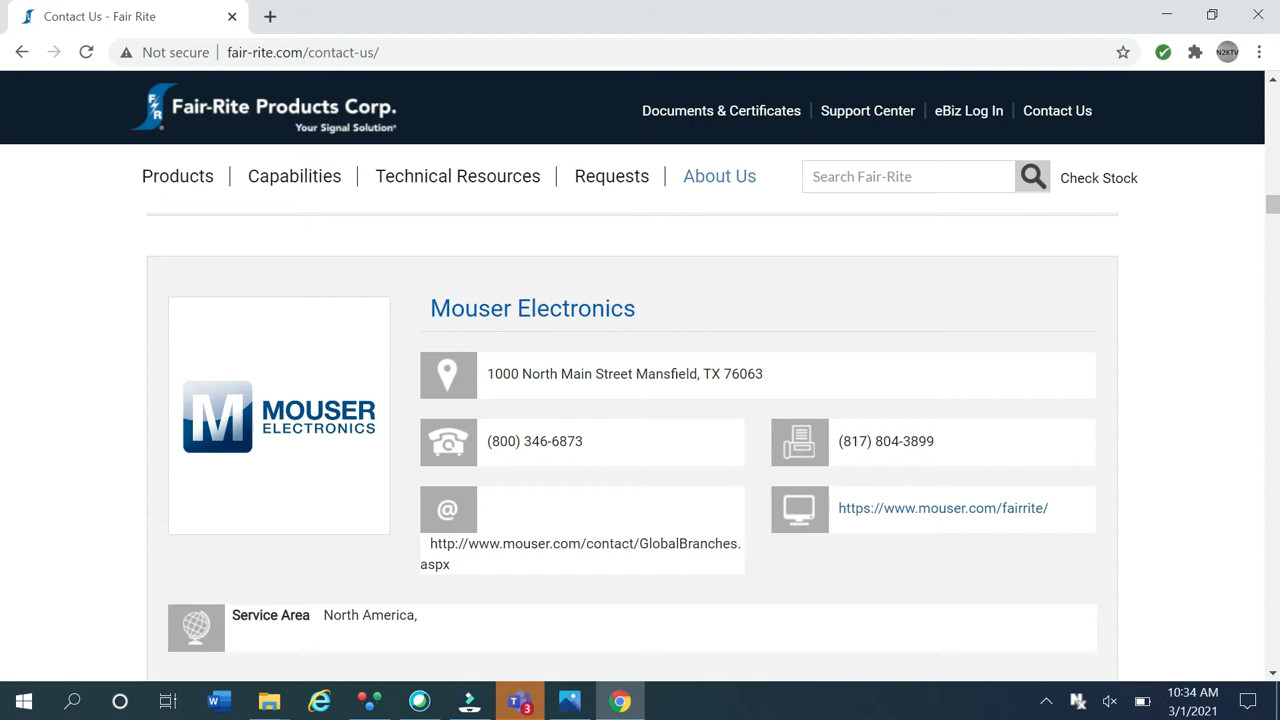 Contact Us - Fair Rite
Not secure
fair-rite.com/contact-us/
N2KTV
FR
Fair-Rite Products Corp.
Your Signal Solution®
Documents & Certificates
Support Center
eBiz Log In
Contact Us
Products
Capabilities
Technical Resources
Requests
About Us
Search Fair-Rite
Check Stock
Mouser Electronics
M
MOUSER
ELECTRONICS
1000 North Main Street Mansfield, TX 76063
(800) 346-6873
(817) 804-3899
@
https://www.mouser.com/fairrite/
http://www.mouser.com/contact/GlobalBranches.
aspx
Service Area North America,
W
T
3
N
10:34 AM
3/1/2021